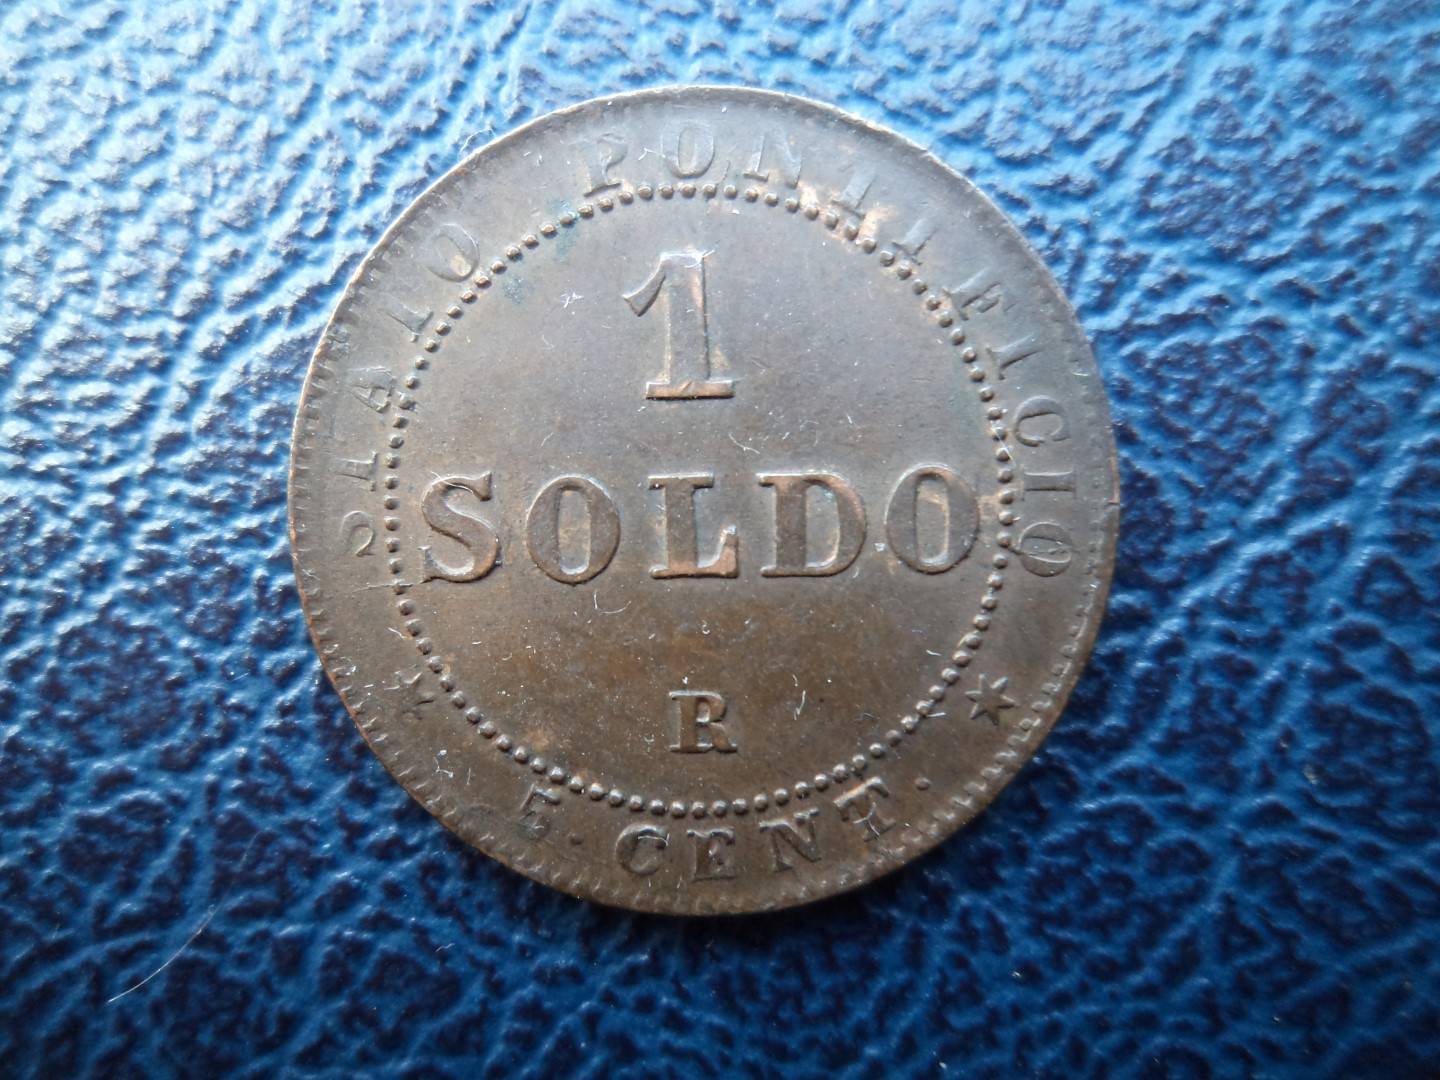 STATO PONTIFICIO
1
SOLDO
R
5. CENT.